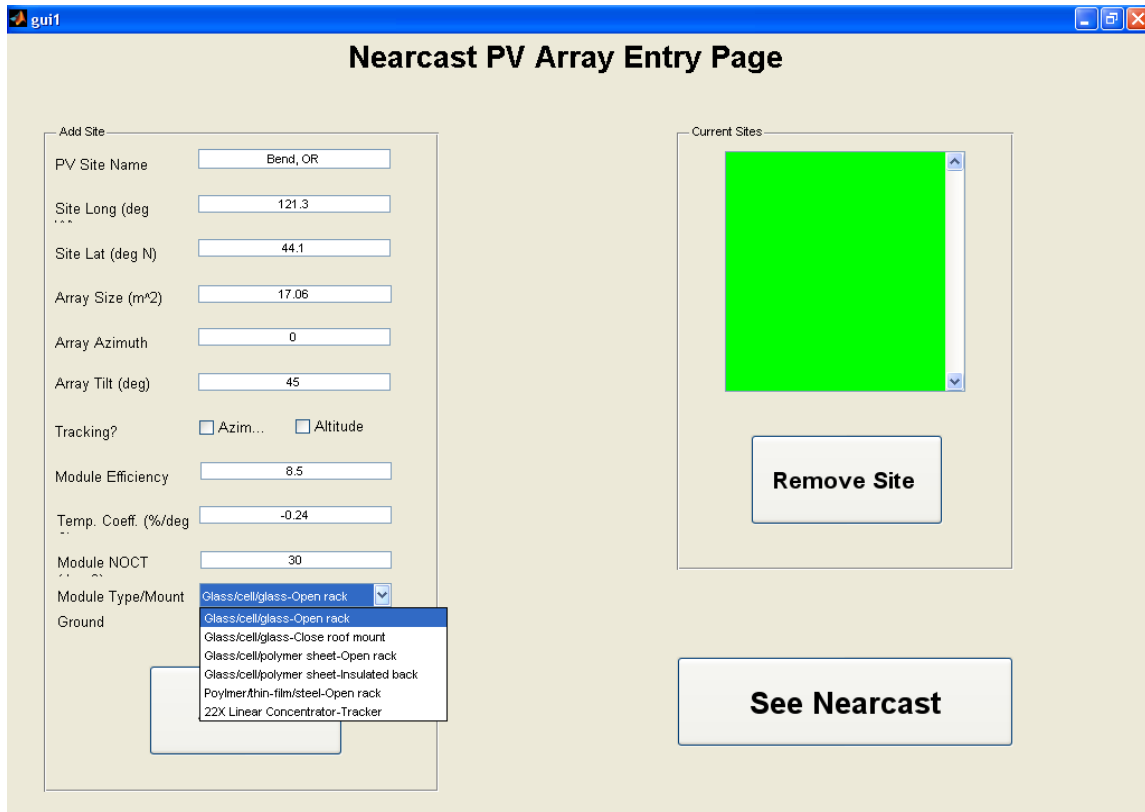 gui1
Nearcast PV Array Entry Page
Add Site
PV Site Name
Bend, OR
Site Long (deg
121.3
Site Lat (deg N)
44.1
Array Size (m^2)
17.06
Array Azimuth
0
Array Tilt (deg)
45
Tracking?
Azim...
Altitude
Module Efficiency
8.5
Temp. Coeff. (%/deg
-0.24
Module NOCT
30
Module Type/Mount
Glass/cell/glass-Open rack
Ground
Glass/cell/glass-Open rack
Glass/cell/glass-Close roof mount
Glass/cell/polymer sheet-Open rack
Glass/cell/polymer sheet-Insulated back
Poylmer/thin-film/steel-Open rack
22X Linear Concentrator-Tracker
Current Sites
Remove Site
See Nearcast